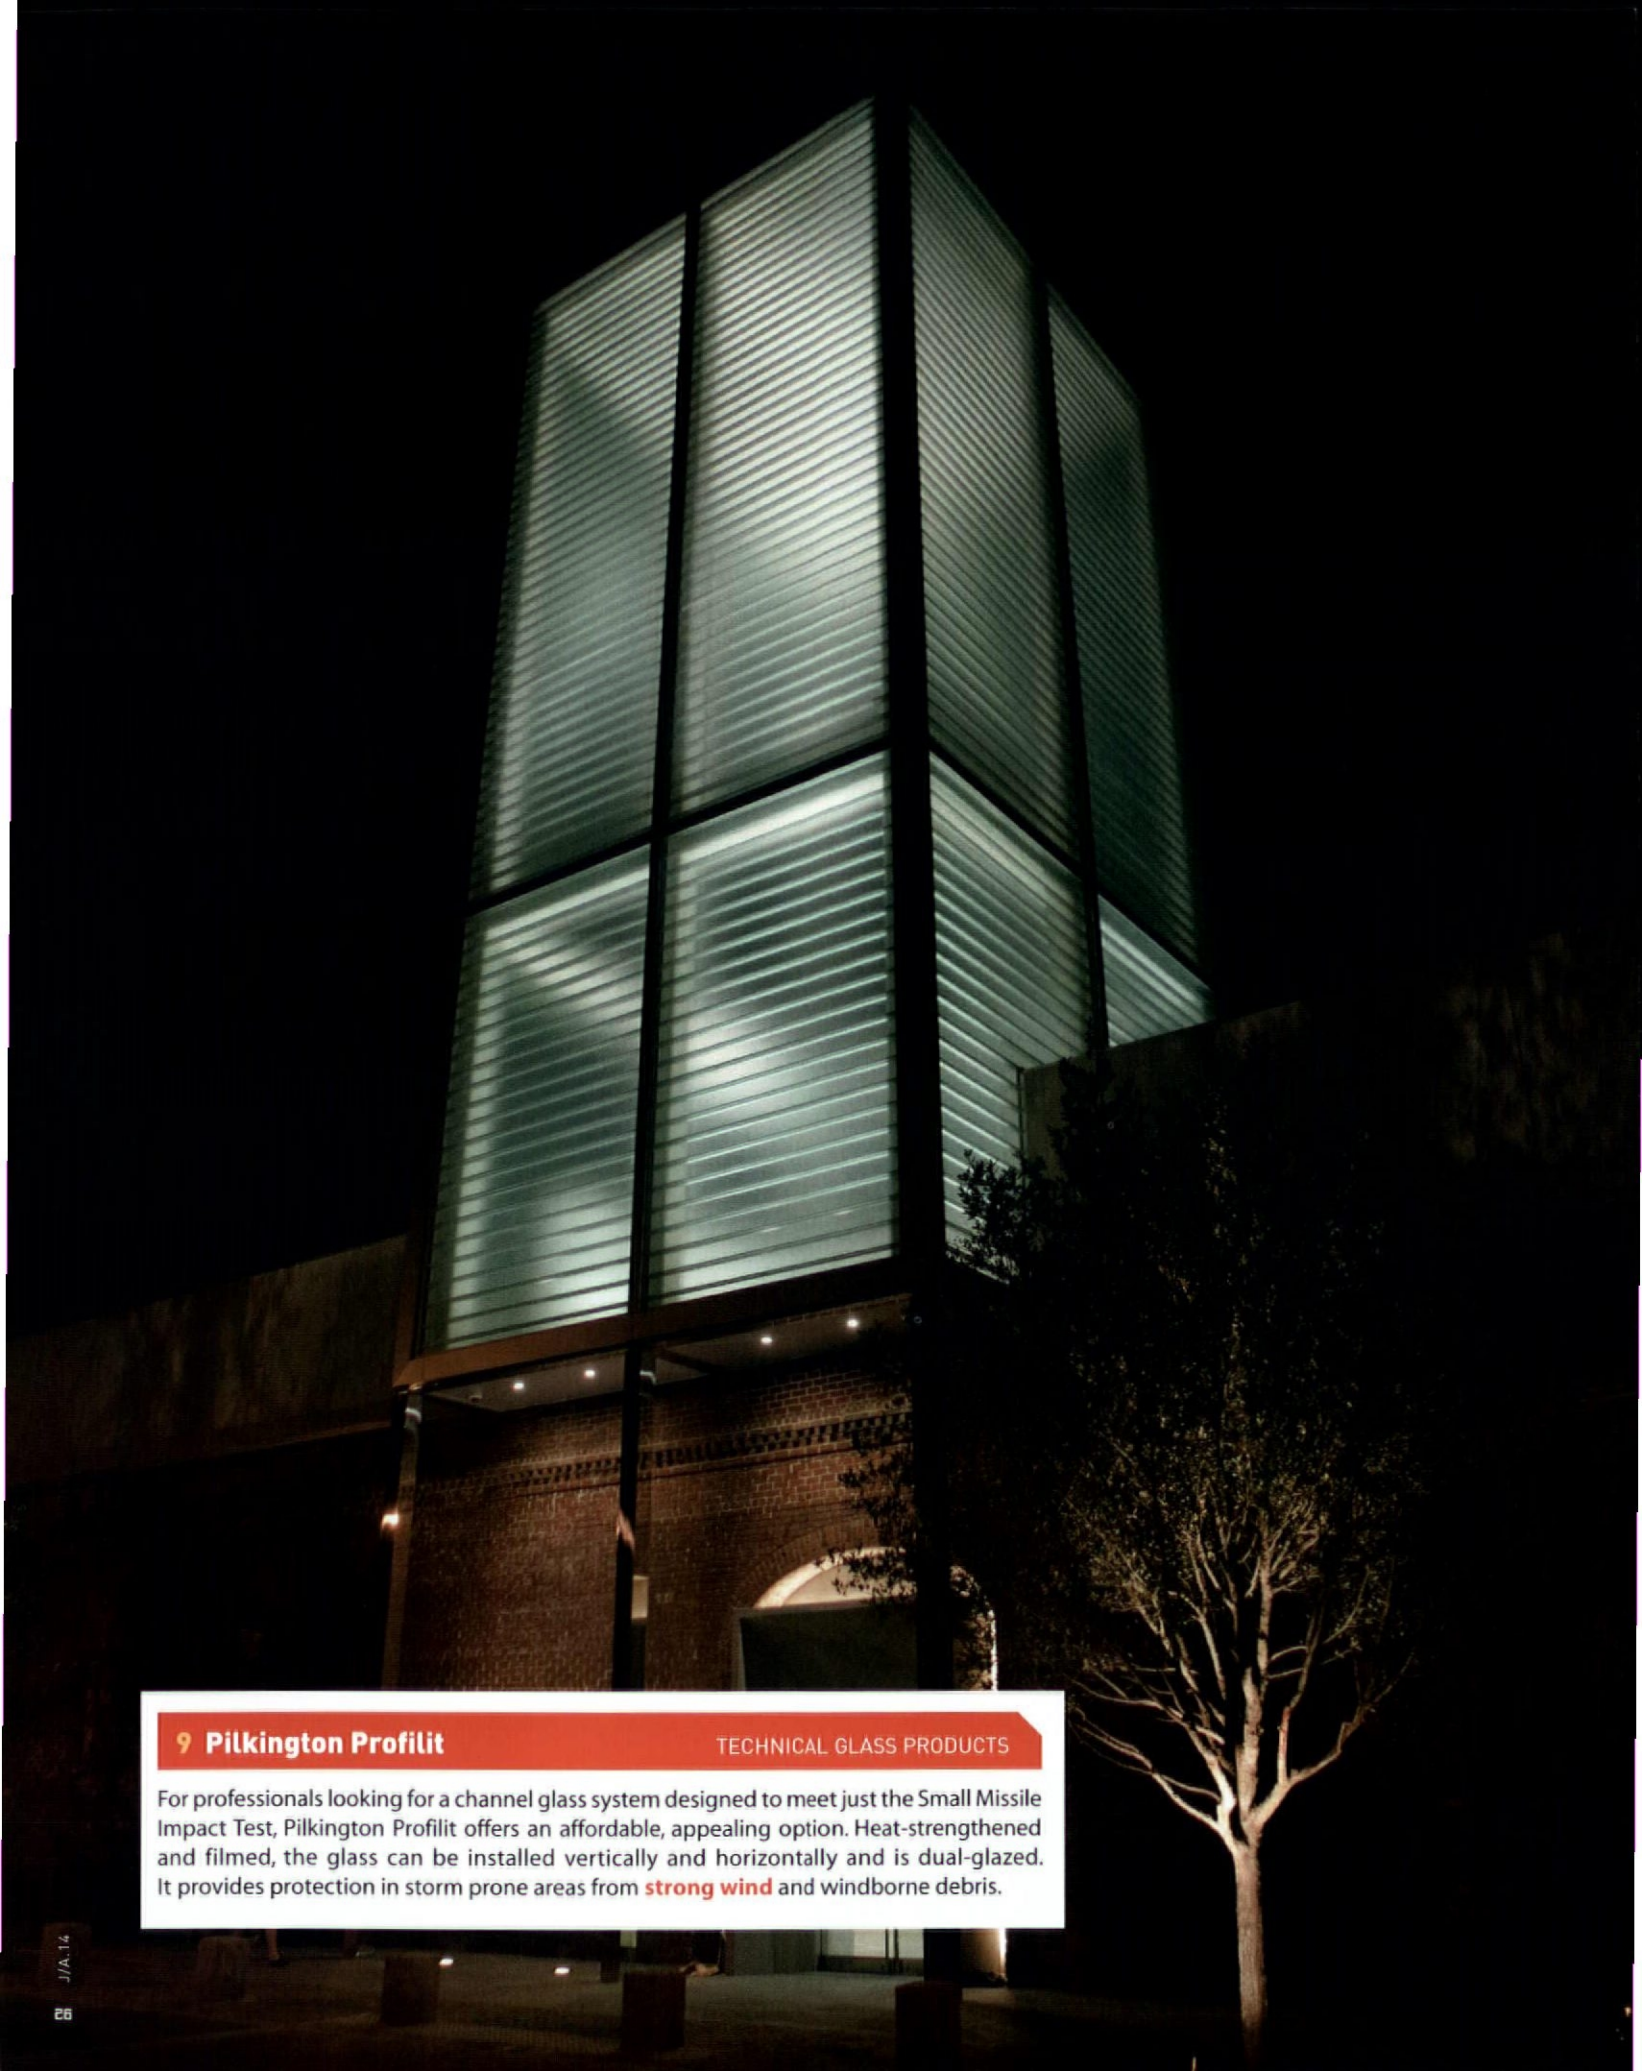 9 Pilkington Profilit
TECHNICAL GLASS PRODUCTS
For professionals looking for a channel glass system designed to meet just the Small Missile
Impact Test, Pilkington Profilit offers an affordable, appealing option. Heat-strengthened
and filmed, the glass can be installed vertically and horizontally and is dual-glazed.
It provides protection in storm prone areas from strong wind and windborne debris.
J/A.14
26